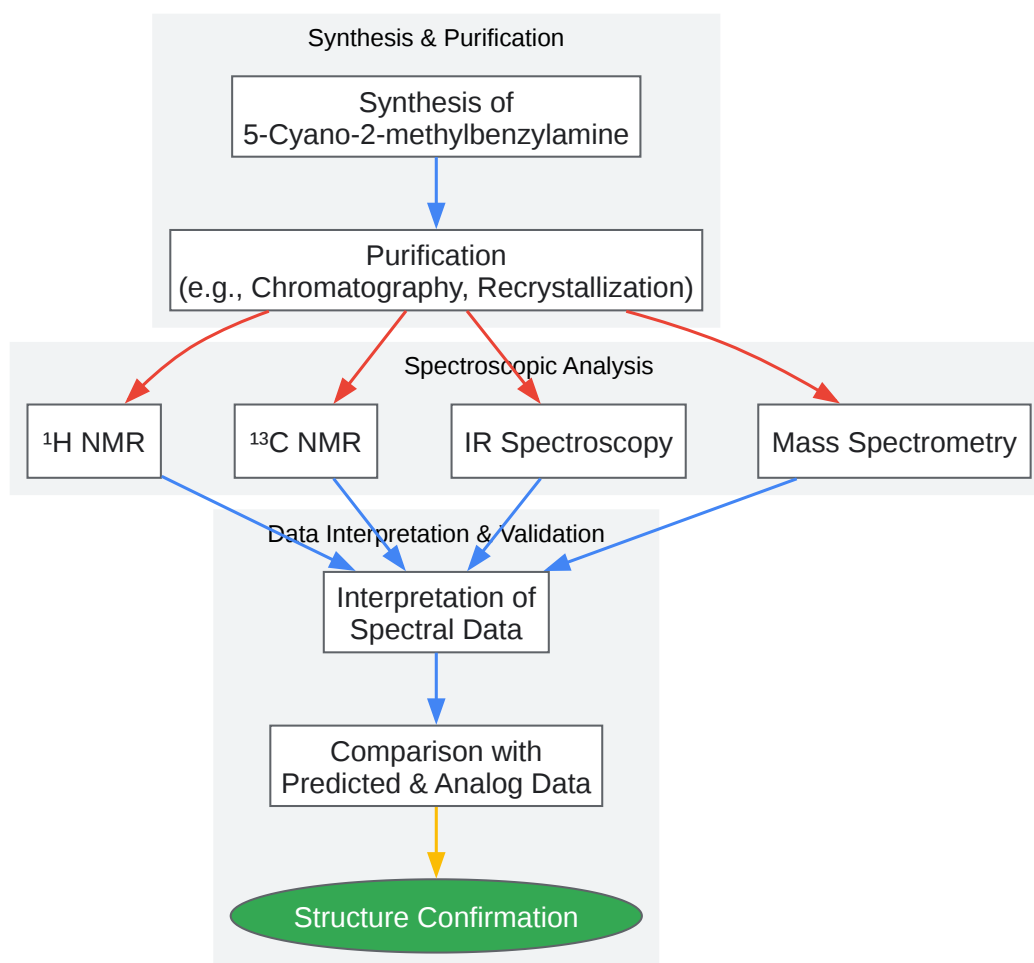 Synthesis & Purification
Synthesis of
5-Cyano-2-methylbenzylamine
Purification
(e.g., Chromatography, Recrystallization)
Spectroscopic Analysis
¹H NMR
¹³C NMR
IR Spectroscopy
Mass Spectrometry
Data Interpretation & Validation
Interpretation of
Spectral Data
Comparison with
Predicted & Analog Data
Structure Confirmation